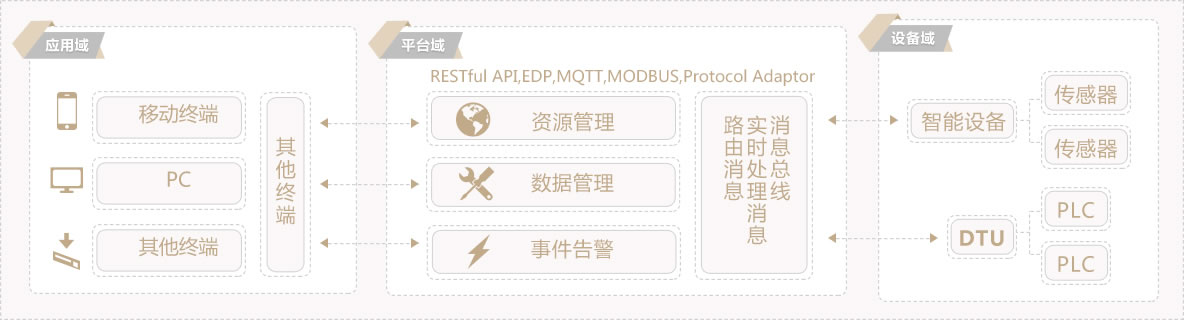 应用域
移动终端
PC
其他终端
其他终端
平台域
RESTful API,EDP,MQTT,MODBUS,Protocol Adaptor
资源管理
数据管理
事件告警
消息总线
实时处理消息
路由消息
设备域
智能设备
传感器
传感器
DTU
PLC
PLC